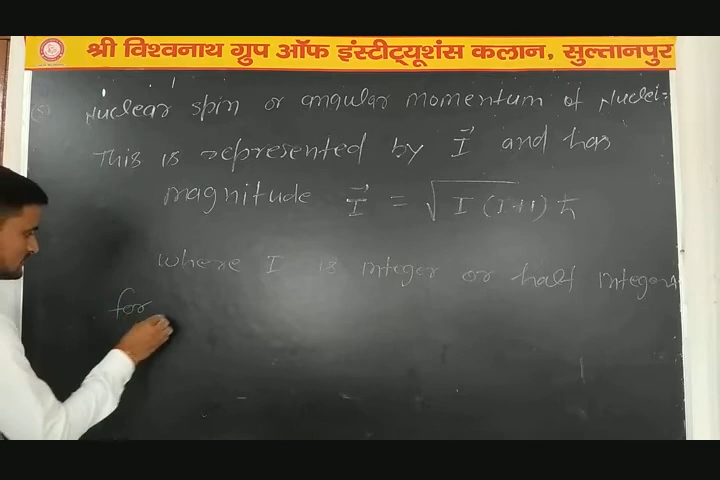 श्री विश्वनाथ ग्रुप ऑफ इंस्टीट्यूशंस कलान, सुल्तानपुर
(5) Nuclear spin or angular momentum of Nuclei:
This is represented by I⃗ and has
magnitude I⃗ = √I(I+1) ħ
where I is integer or half integer
for